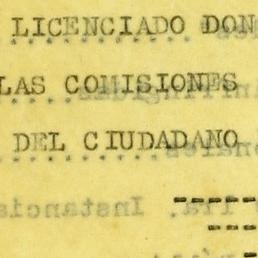 LICENCIADO DON
LAS COMISIONES
DEL CIUDADANO